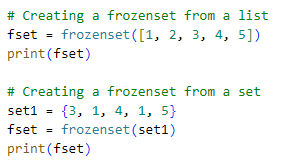 # Creating a frozenset from a list
fset = frozenset([1, 2, 3, 4, 5])
print(fset)

# Creating a frozenset from a set
set1 = {3, 1, 4, 1, 5}
fset = frozenset(set1)
print(fset)